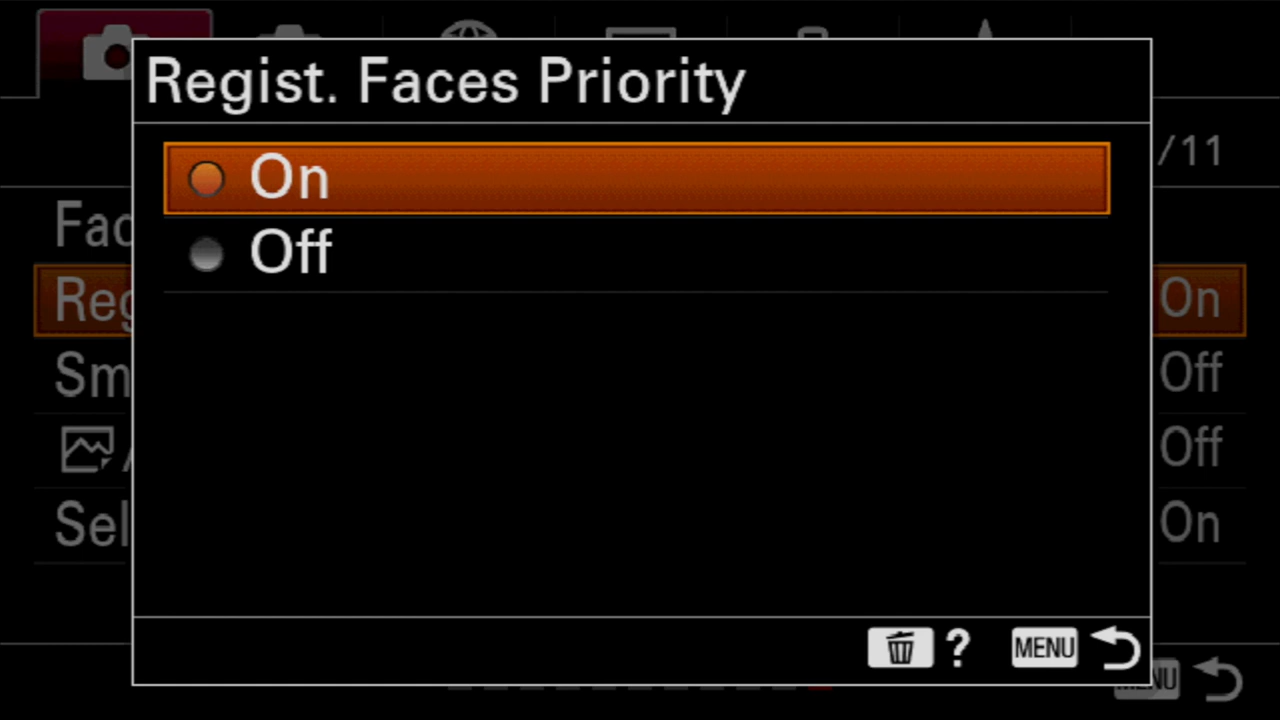 Regist. Faces Priority
/11
On
Off
Fac
Reg
On
Sm
Off
Off
Sel
On
?
MENU